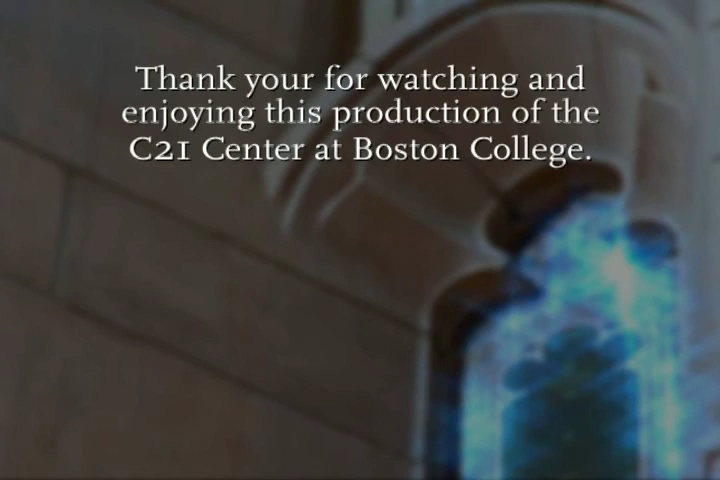 Thank your for watching and
enjoying this production of the
C21 Center at Boston College.